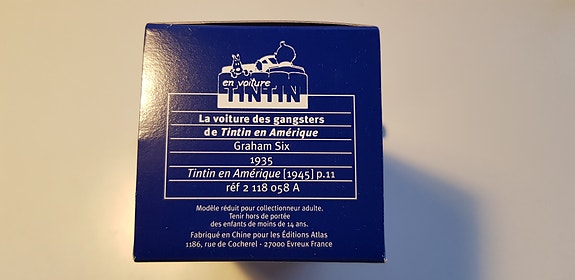 en voiture
TINTIN
La voiture des gangsters
de Tintin en Amérique
Graham Six
1935
Tintin en Amérique [1945] p.11
réf 2 118 058 A
Modèle réduit pour collectionneur adulte.
Tenir hors de portée
des enfants de moins de 14 ans.
Fabriqué en Chine pour les Éditions Atlas
1186, rue de Cocherel - 27000 Evreux France